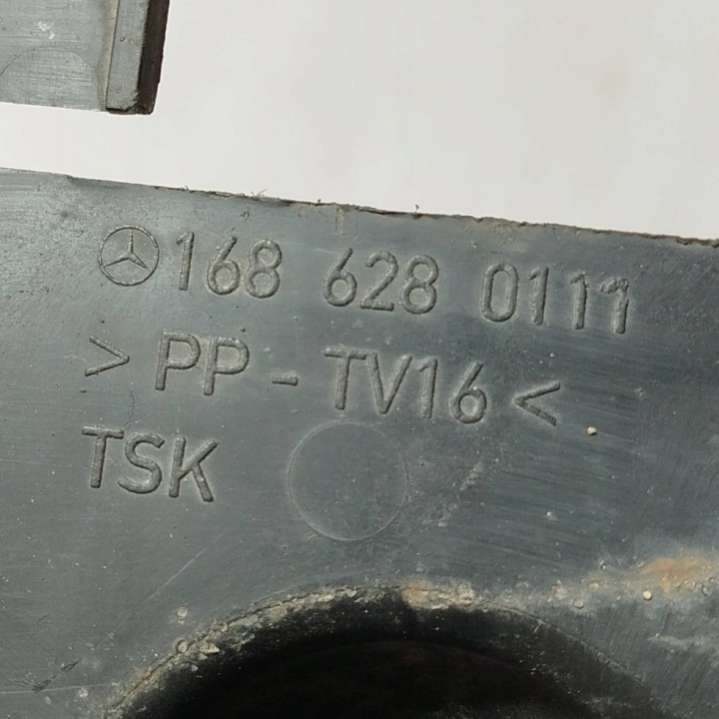 168 628 0111
> PP - TV16 <
TSK